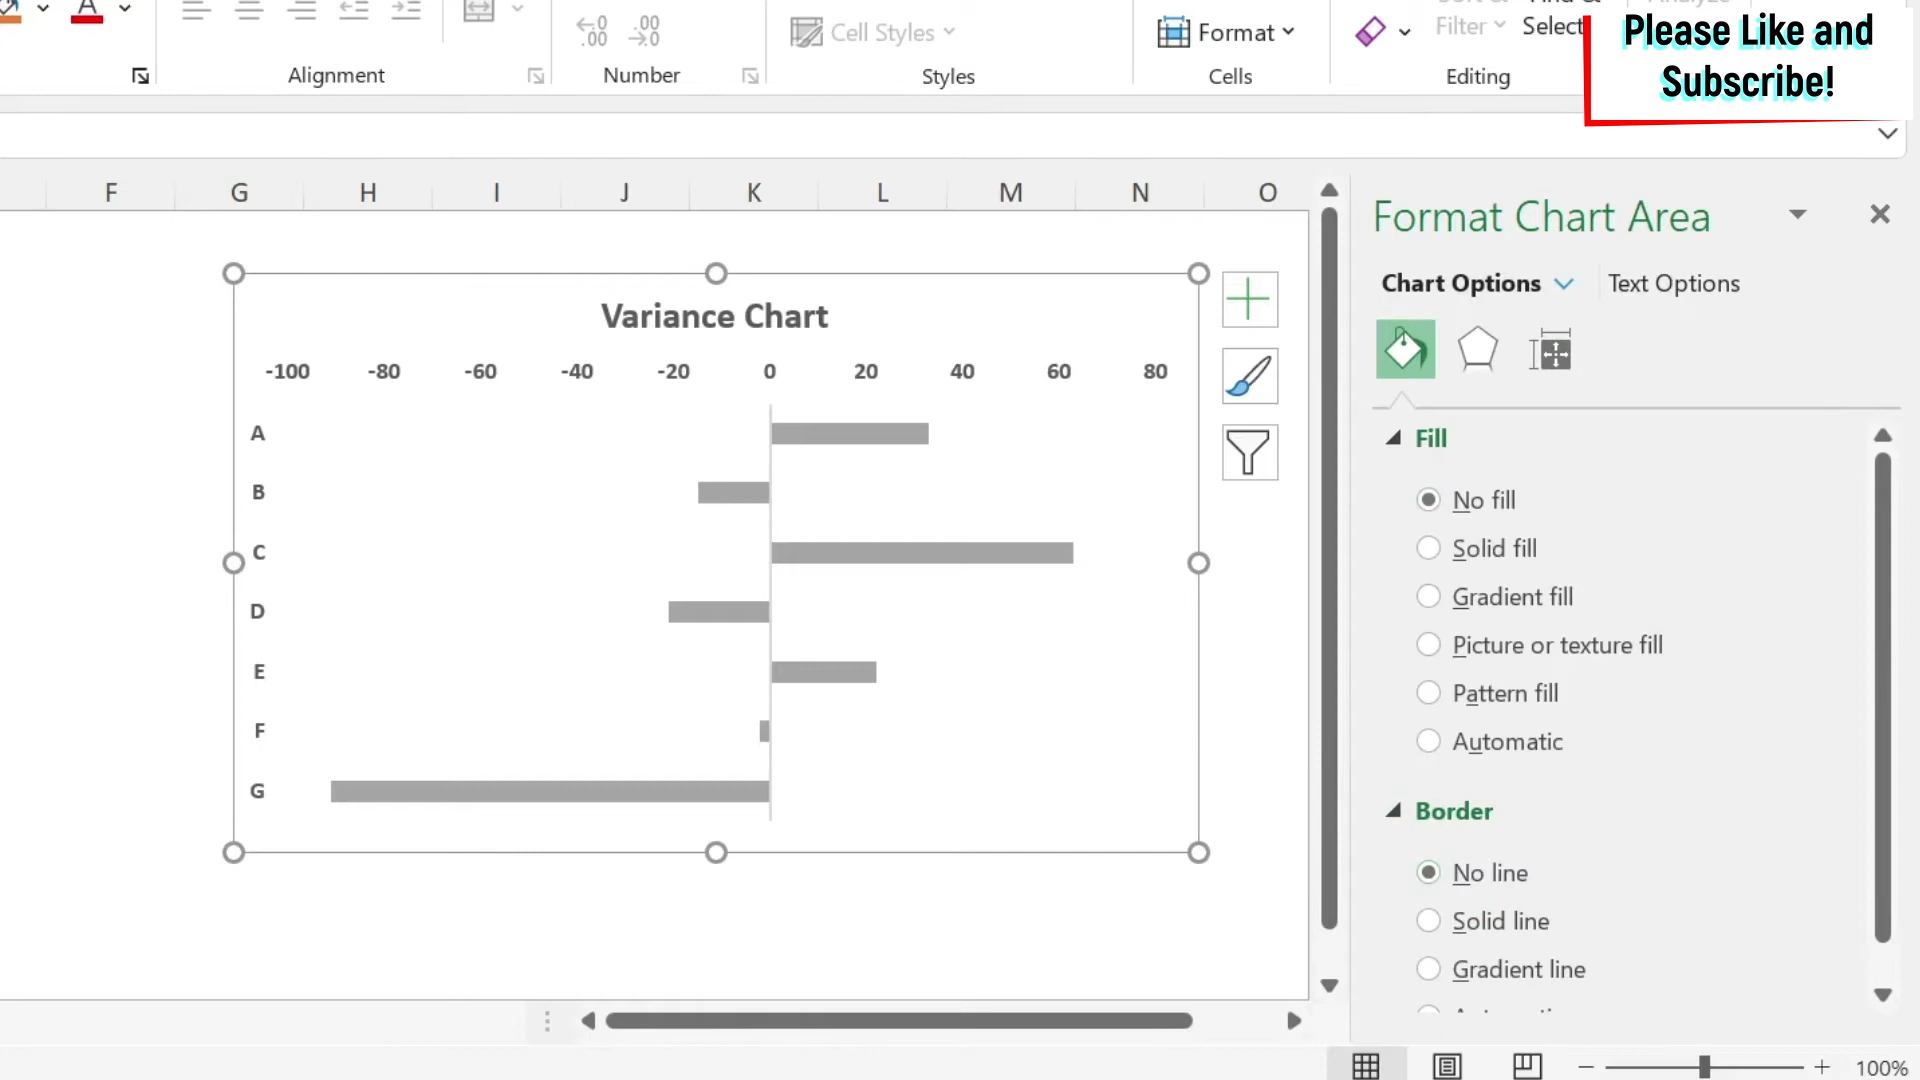 Please Like and
Subscribe!
A
.00
.00
Cell Styles
Format
Filter
Select
Alignment
Number
Styles
Cells
Editing
F G H I J K L M N O
Format Chart Area
Chart Options
Text Options
Variance Chart
-100 -80 -60 -40 -20 0 20 40 60 80
A
B
C
D
E
F
G
Fill
No fill
Solid fill
Gradient fill
Picture or texture fill
Pattern fill
Automatic
Border
No line
Solid line
Gradient line
100%